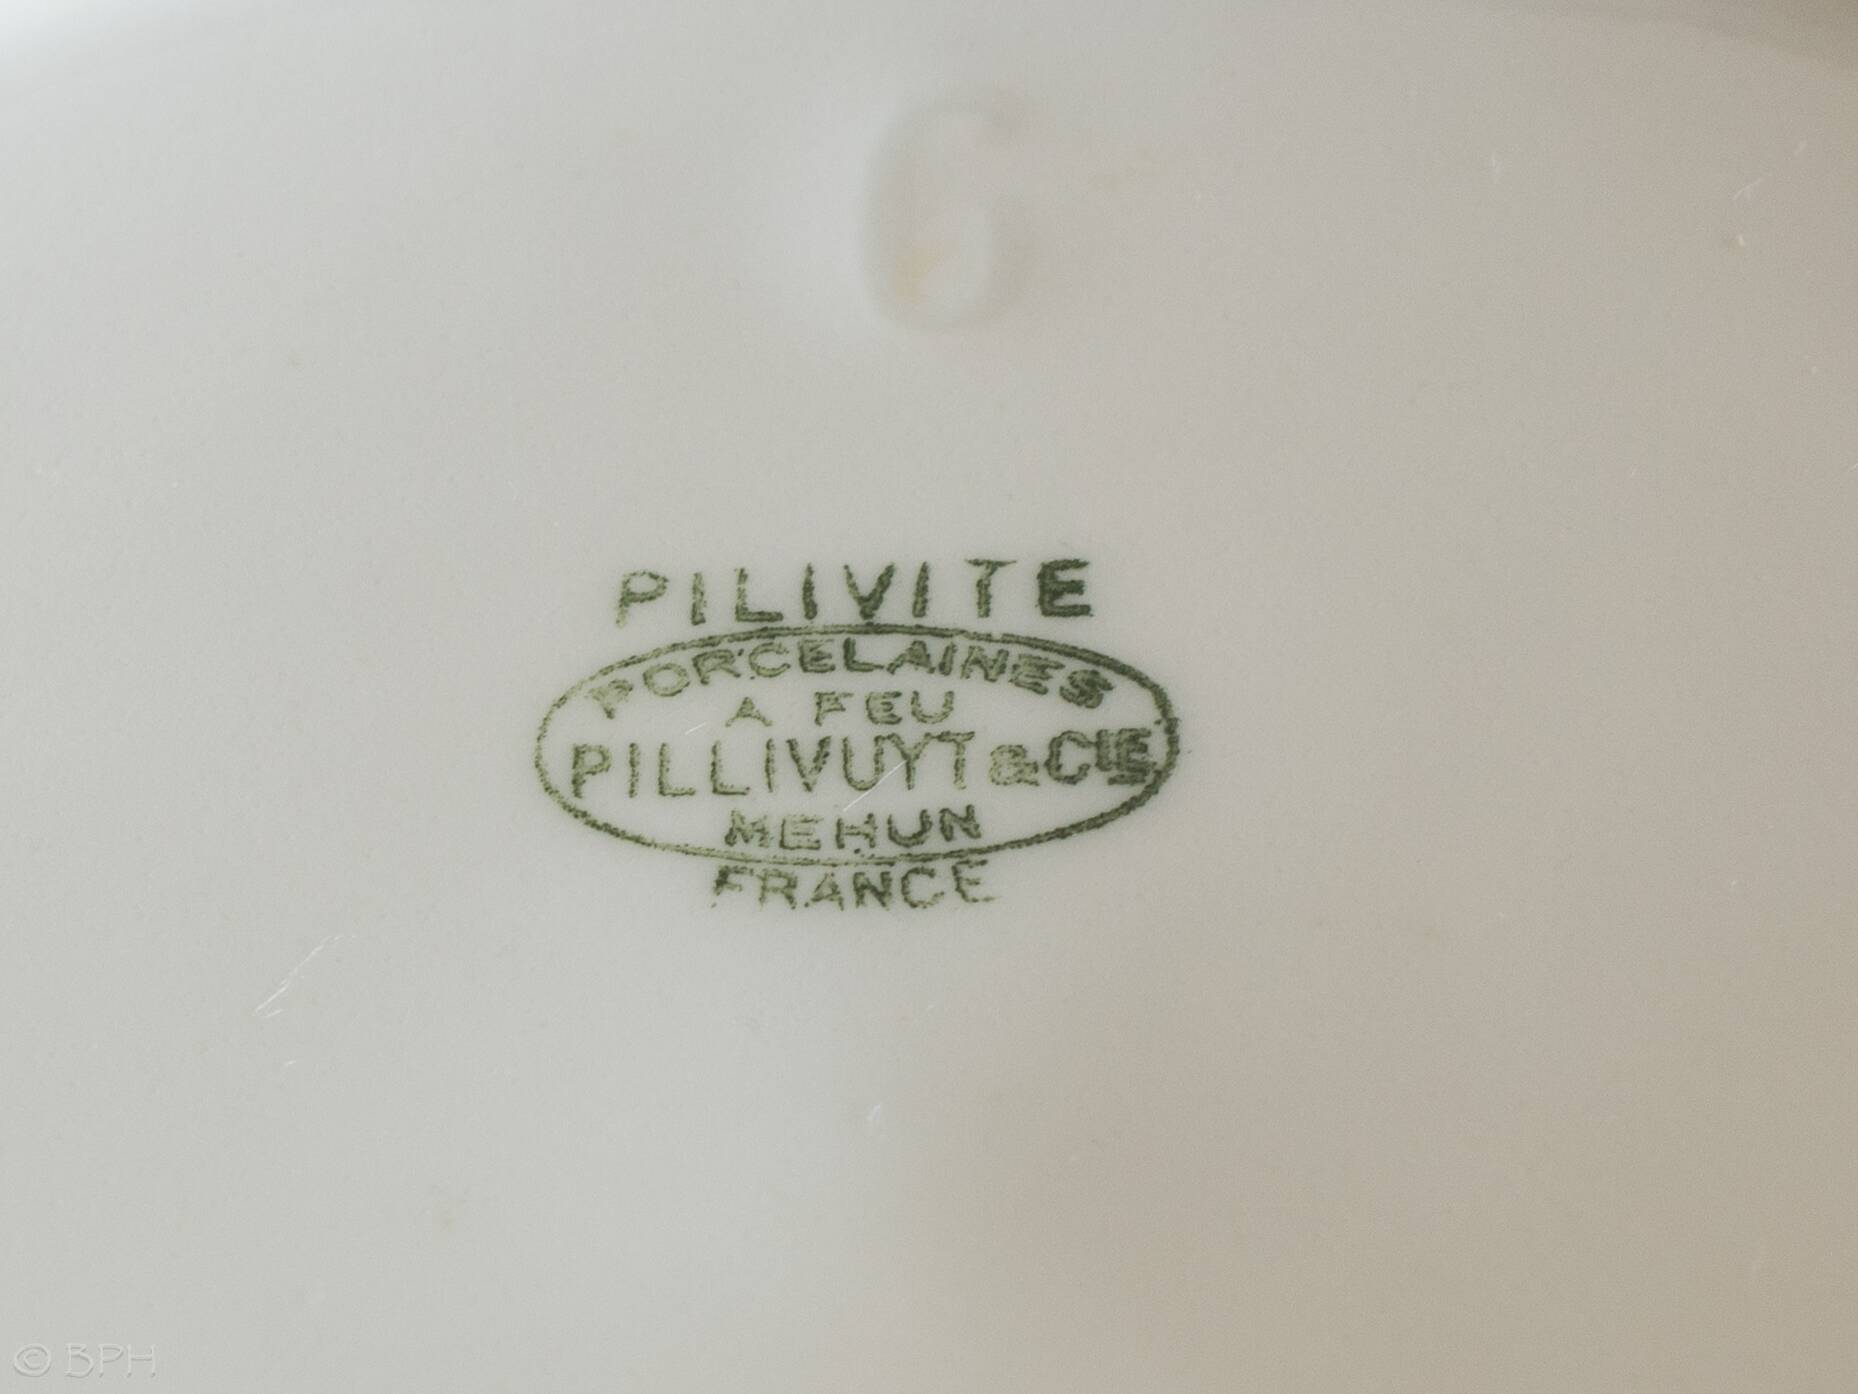 PILIVITE
PORCELAINES
A FEU
PILLIVUYT & CIE
MEHUN
FRANCE
© BPH